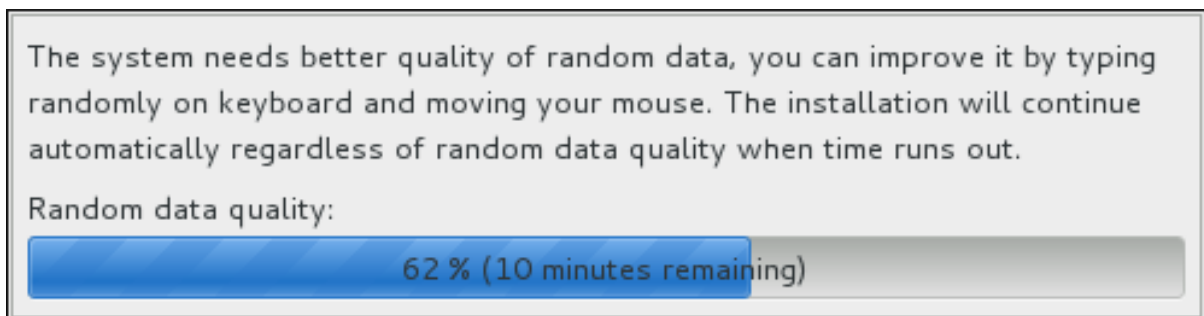 The system needs better quality of random data, you can improve it by typing
randomly on keyboard and moving your mouse. The installation will continue
automatically regardless of random data quality when time runs out.
Random data quality:
62 % (10 minutes remaining)